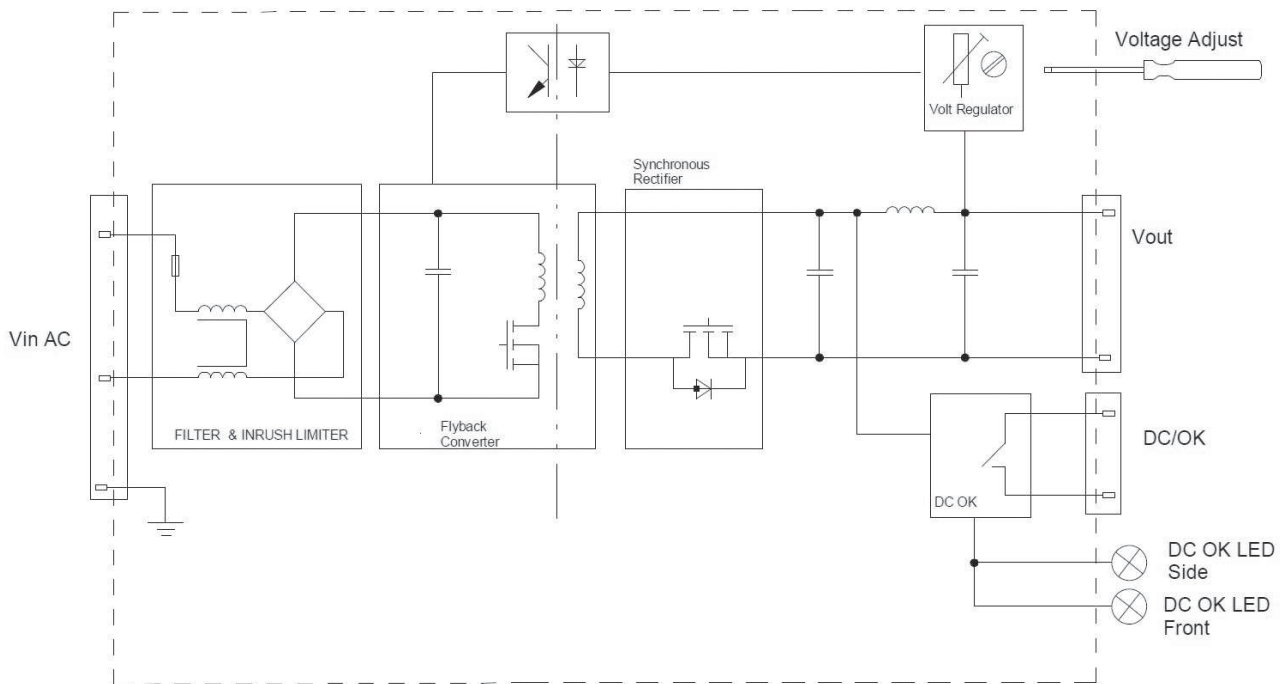 Voltage Adjust
Volt Regulator
Synchronous
Rectifier
Vout
Vin AC
FILTER & INRUSH LIMITER
Flyback
Converter
DC/OK
DC OK
DC OK LED
Side
DC OK LED
Front